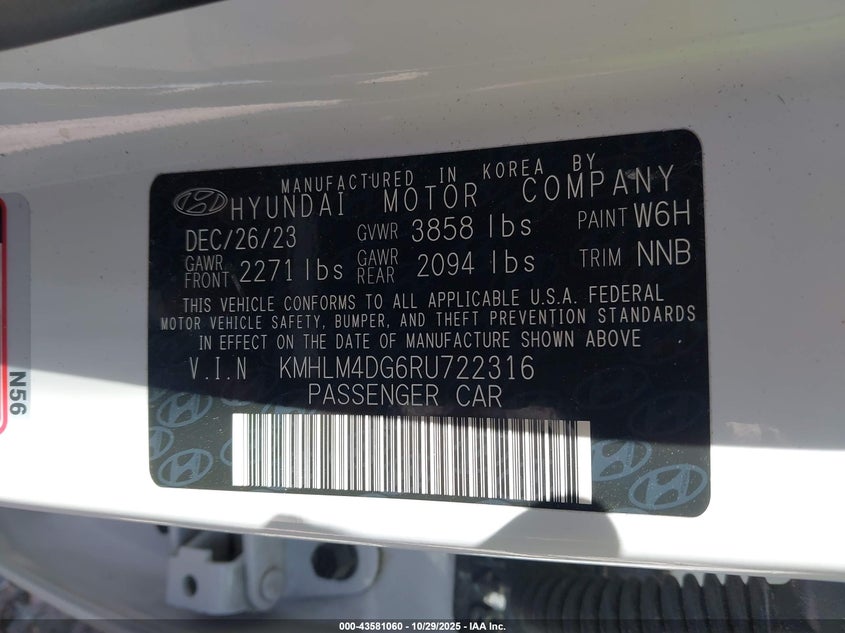 MANUFACTURED IN KOREA BY
HYUNDAI MOTOR COMPANY
DEC/26/23 GVWR 3858 lbs PAINT W6H
GAWR FRONT 2271 lbs GAWR REAR 2094 lbs TRIM NNB
THIS VEHICLE CONFORMS TO ALL APPLICABLE U.S.A. FEDERAL
MOTOR VEHICLE SAFETY, BUMPER, AND THEFT PREVENTION STANDARDS
IN EFFECT ON THE DATE OF MANUFACTURE SHOWN ABOVE
V.I.N KMHLM4DG6RU722316
PASSENGER CAR
N56
000-43581060 • 10/29/2025 • IAA Inc.